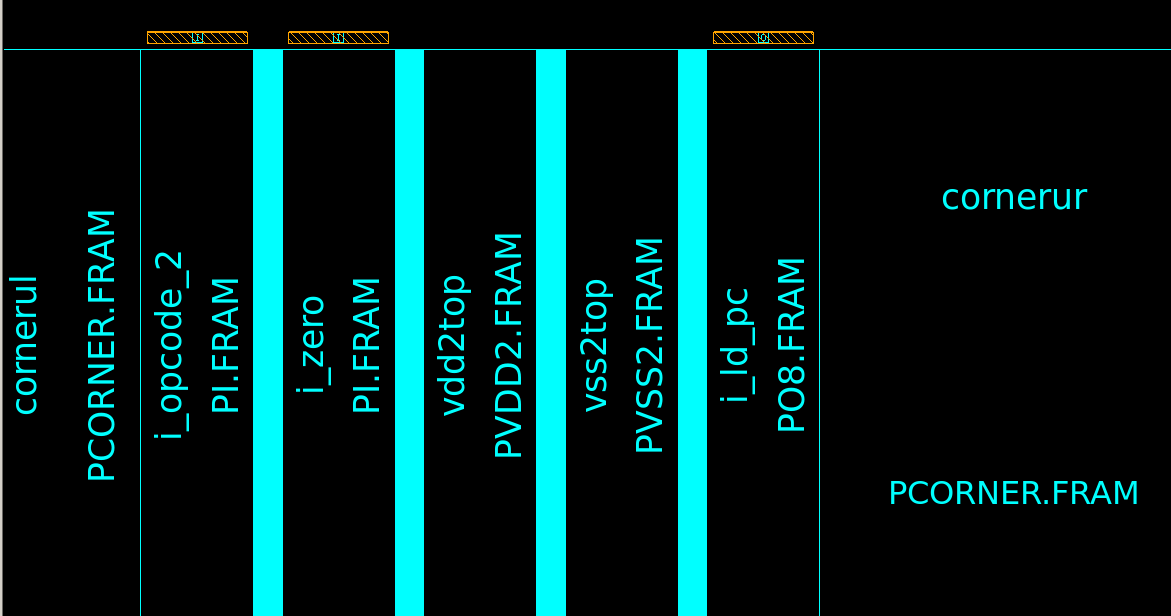 I
I
O
cornerul
PCORNER.FRAM
i_opcode_2
PI.FRAM
i_zero
PI.FRAM
vdd2top
PVDD2.FRAM
vss2top
PVSS2.FRAM
i_ld_pc
PO8.FRAM
cornerur
PCORNER.FRAM